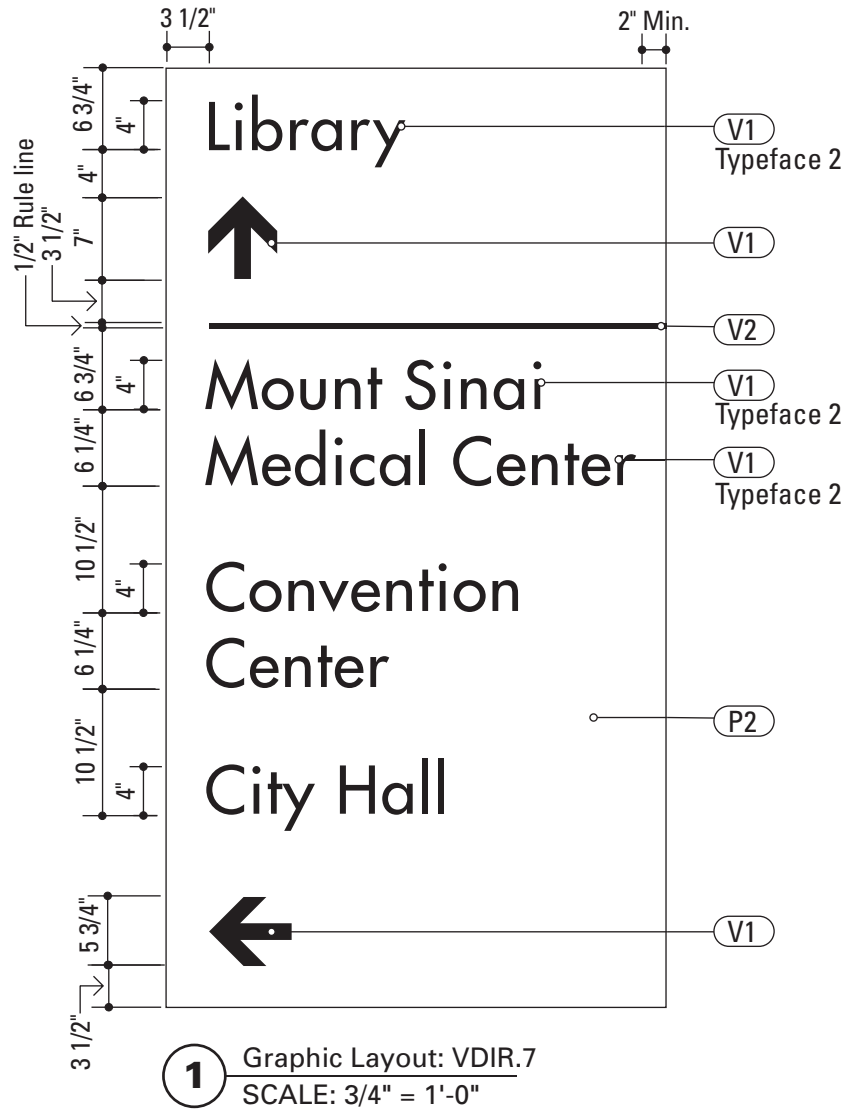 3 1/2"
2" Min.
6 3/4"
4"
4"
7"
3 1/2"
1/2" Rule line
6 3/4"
4"
6 1/4"
10 1/2"
4"
6 1/4"
10 1/2"
4"
5 3/4"
3 1/2"
Library
V1
Typeface 2
V1
V2
Mount Sinai
V1
Typeface 2
Medical Center
V1
Typeface 2
Convention
Center
P2
City Hall
V1
1
Graphic Layout: VDIR.7
SCALE: 3/4" = 1'-0"